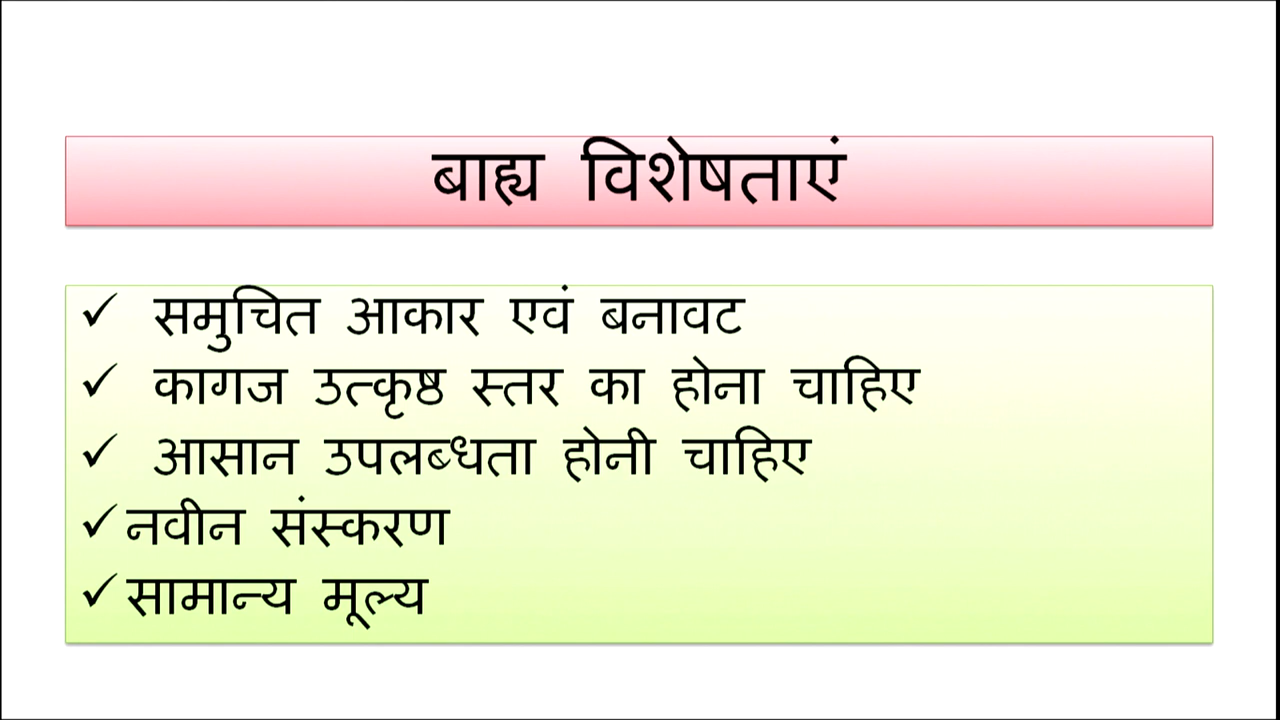 बाह्य विशेषताएं
✓ समुचित आकार एवं बनावट
✓ कागज उत्कृष्ठ स्तर का होना चाहिए
✓ आसान उपलब्धता होनी चाहिए
✓ नवीन संस्करण
✓ सामान्य मूल्य